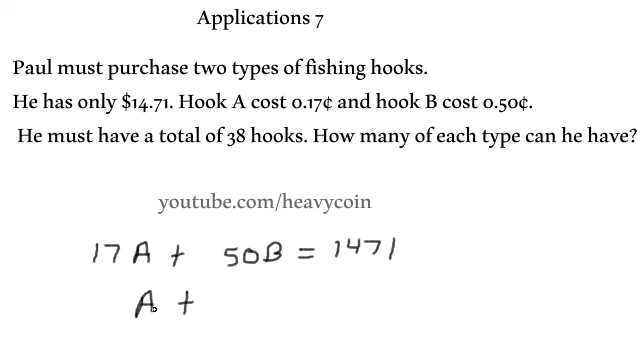 Applications 7
Paul must purchase two types of fishing hooks.
He has only $14.71. Hook A cost 0.17¢ and hook B cost 0.50¢.
He must have a total of 38 hooks. How many of each type can he have?
youtube.com/heavycoin
17 A + 50B = 1471
A +